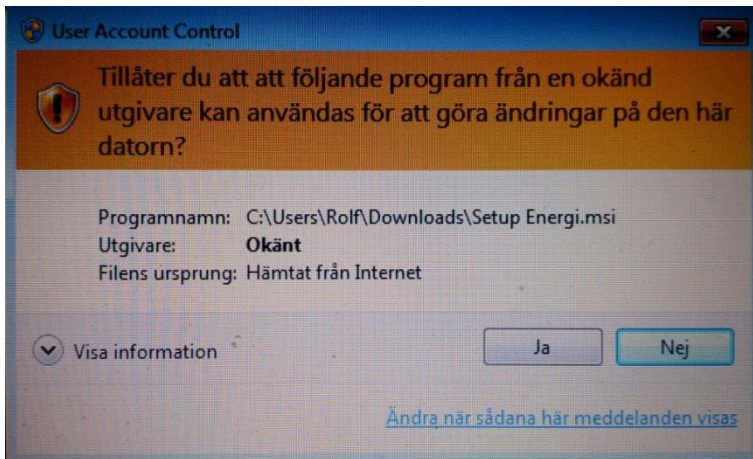 User Account Control
Tillåter du att att följande program från en okänd
utgivare kan användas för att göra ändringar på den här
datorn?
Programnamn: C:\Users\Rolf\Downloads\Setup Energi.msi
Utgivare: Okänt
Filens ursprung: Hämtat från Internet
Visa information
Ja
Nej
Ändra när sådana här meddelanden visas